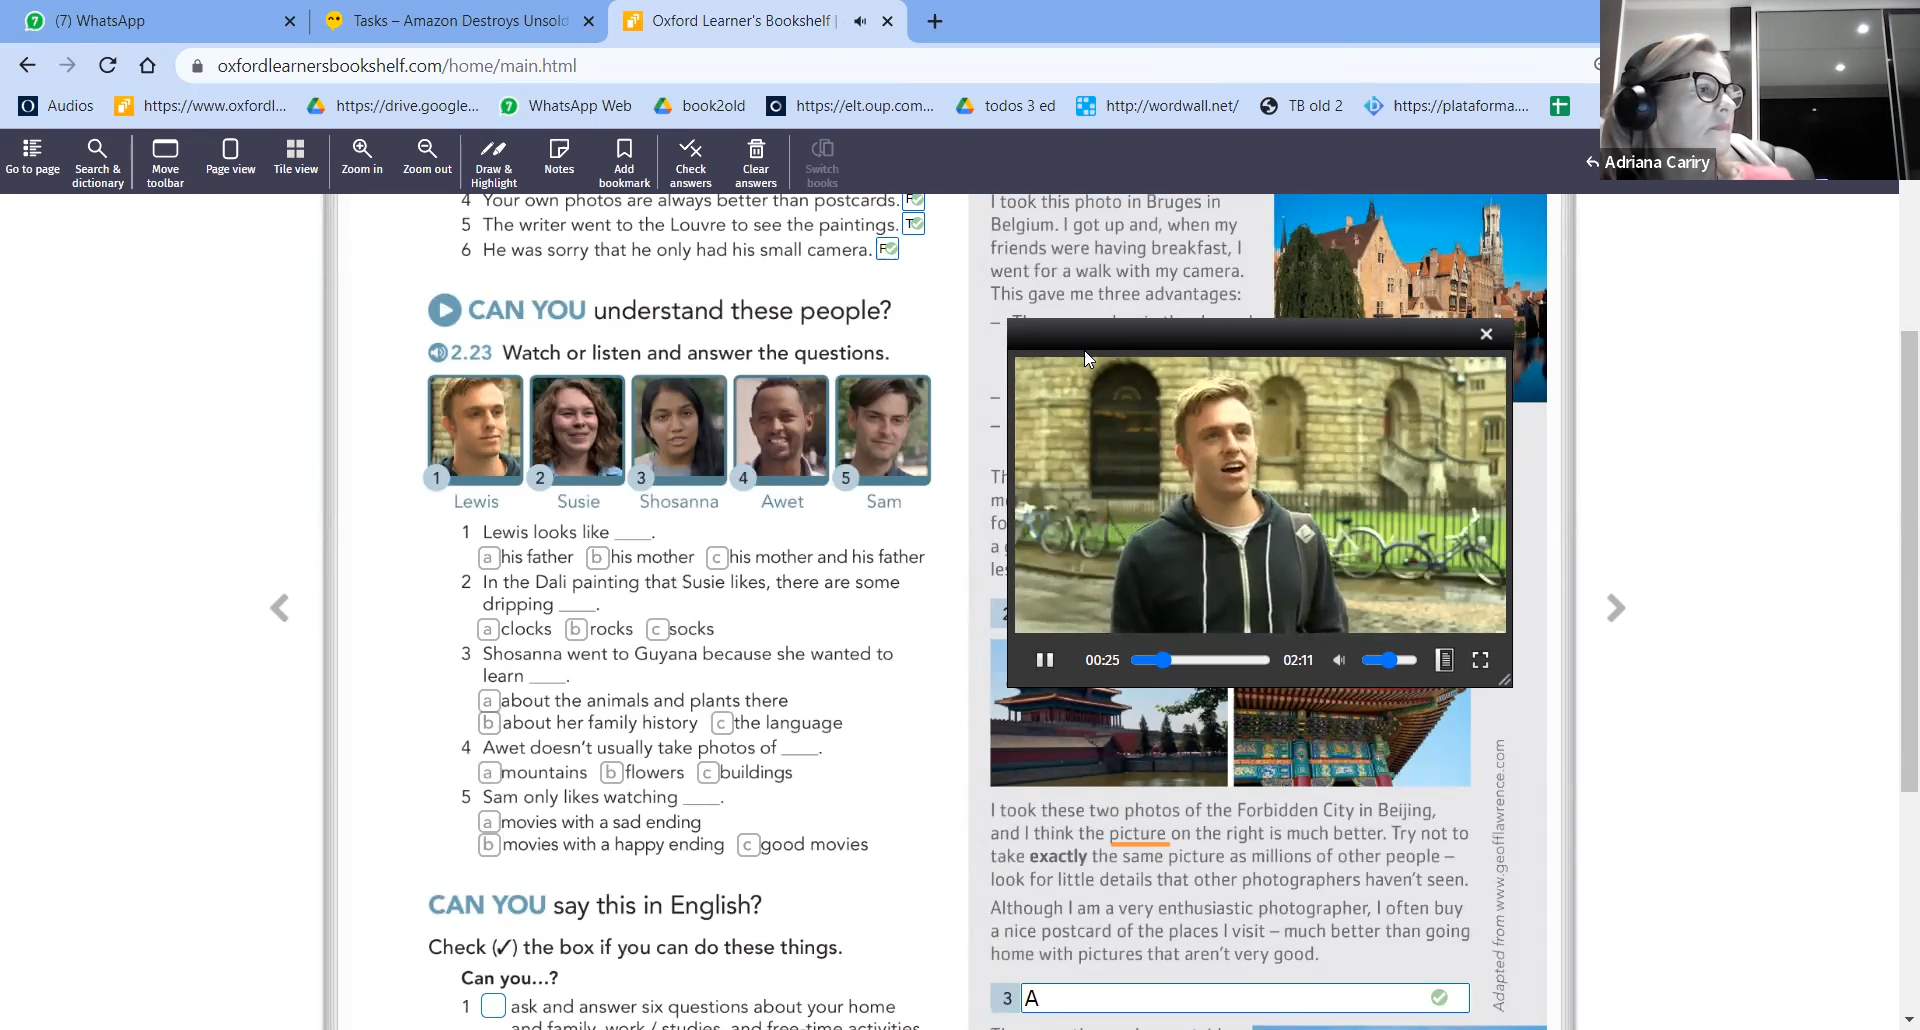 (7) WhatsApp
Tasks – Amazon Destroys Unsold
Oxford Learner's Bookshelf |
oxfordlearnersbookshelf.com/home/main.html
Audios
https://www.oxfordl...
https://drive.google...
WhatsApp Web
book2old
https://elt.oup.com...
todos 3 ed
http://wordwall.net/
TB old 2
https://plataforma....
Go to page
Search & dictionary
Move toolbar
Page view
Tile view
Zoom in
Zoom out
Draw & Highlight
Notes
Add bookmark
Check answers
Clear answers
Switch books
Adriana Cariry
4 Your own photos are always better than postcards. F
5 The writer went to the Louvre to see the paintings. T
6 He was sorry that he only had his small camera. F
CAN YOU understand these people?
2.23 Watch or listen and answer the questions.
1 2 3 4 5
Lewis Susie Shosanna Awet Sam
1 Lewis looks like ____.
a his father b his mother c his mother and his father
2 In the Dali painting that Susie likes, there are some
dripping ____.
a clocks b rocks c socks
3 Shosanna went to Guyana because she wanted to
learn ____.
a about the animals and plants there
b about her family history c the language
4 Awet doesn't usually take photos of ____.
a mountains b flowers c buildings
5 Sam only likes watching ____.
a movies with a sad ending
b movies with a happy ending c good movies
CAN YOU say this in English?
Check (✓) the box if you can do these things.
Can you...?
1 ask and answer six questions about your home
and family, work / studies, and free-time activities
I took this photo in Bruges in
Belgium. I got up and, when my
friends were having breakfast, I
went for a walk with my camera.
This gave me three advantages:
–
–
–
00:25
02:11
I took these two photos of the Forbidden City in Beijing,
and I think the picture on the right is much better. Try not to
take exactly the same picture as millions of other people –
look for little details that other photographers haven't seen.
Although I am a very enthusiastic photographer, I often buy
a nice postcard of the places I visit – much better than going
home with pictures that aren't very good.
3 A
Adapted from www.geofflawrence.com